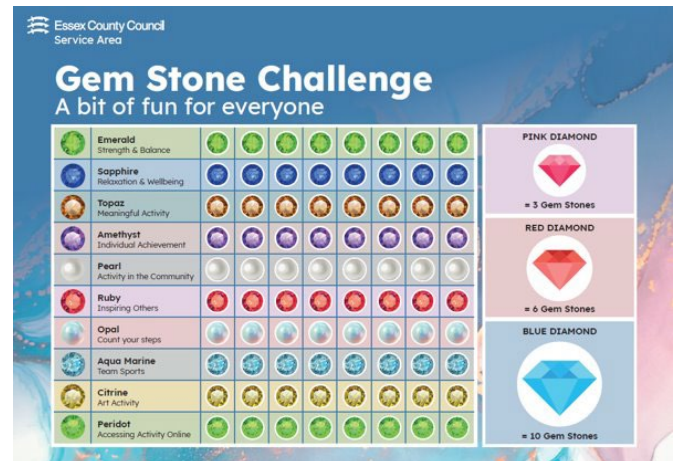 Essex County Council
Service Area
Gem Stone Challenge
A bit of fun for everyone
Emerald
Strength & Balance
Sapphire
Relaxation & Wellbeing
Topaz
Meaningful Activity
Amethyst
Individual Achievement
Pearl
Activity in the Community
Ruby
Inspiring Others
Opal
Count your steps
Aqua Marine
Team Sports
Citrine
Art Activity
Peridot
Accessing Activity Online
PINK DIAMOND
= 3 Gem Stones
RED DIAMOND
= 6 Gem Stones
BLUE DIAMOND
= 10 Gem Stones